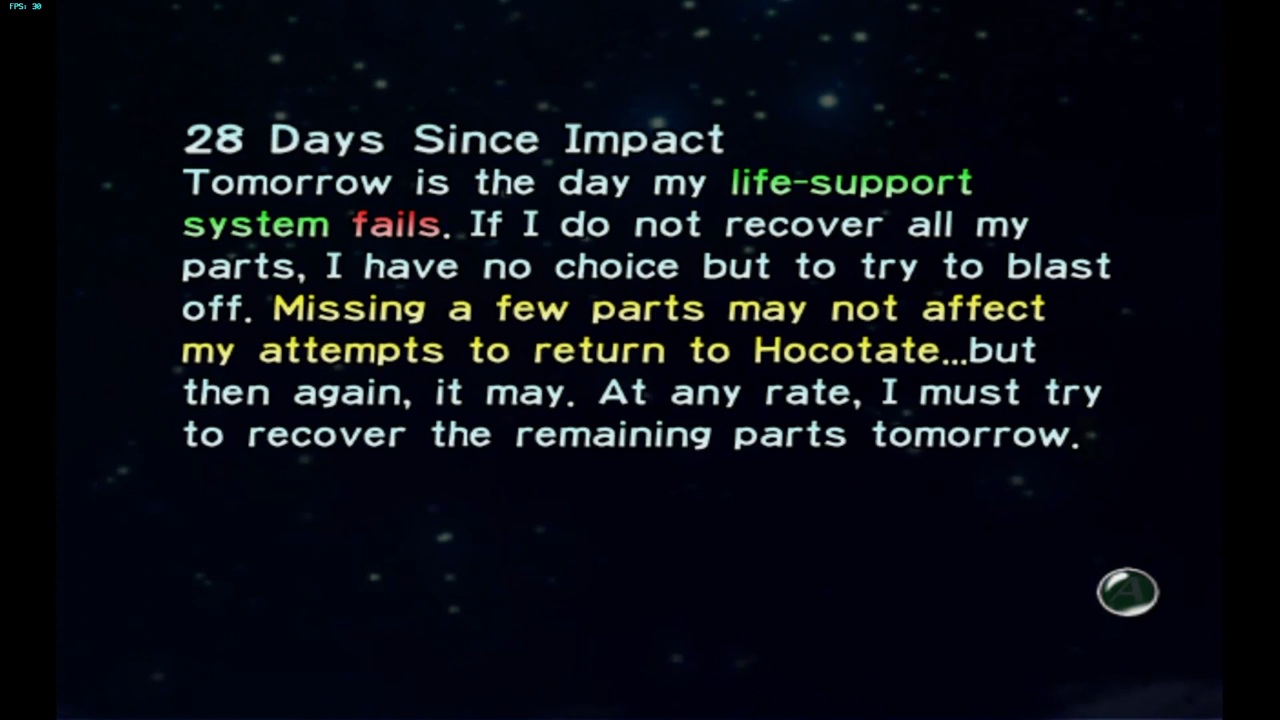 FPS: 30
28 Days Since Impact
Tomorrow is the day my life-support
system fails. If I do not recover all my
parts, I have no choice but to try to blast
off. Missing a few parts may not affect
my attempts to return to Hocotate...but
then again, it may. At any rate, I must try
to recover the remaining parts tomorrow.
A